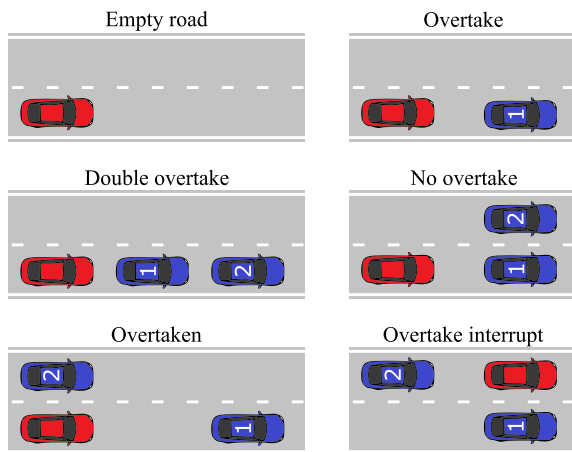 Empty road
Overtake
1
Double overtake
1 2
No overtake
2
1
Overtaken
2
1
Overtake interrupt
2
1